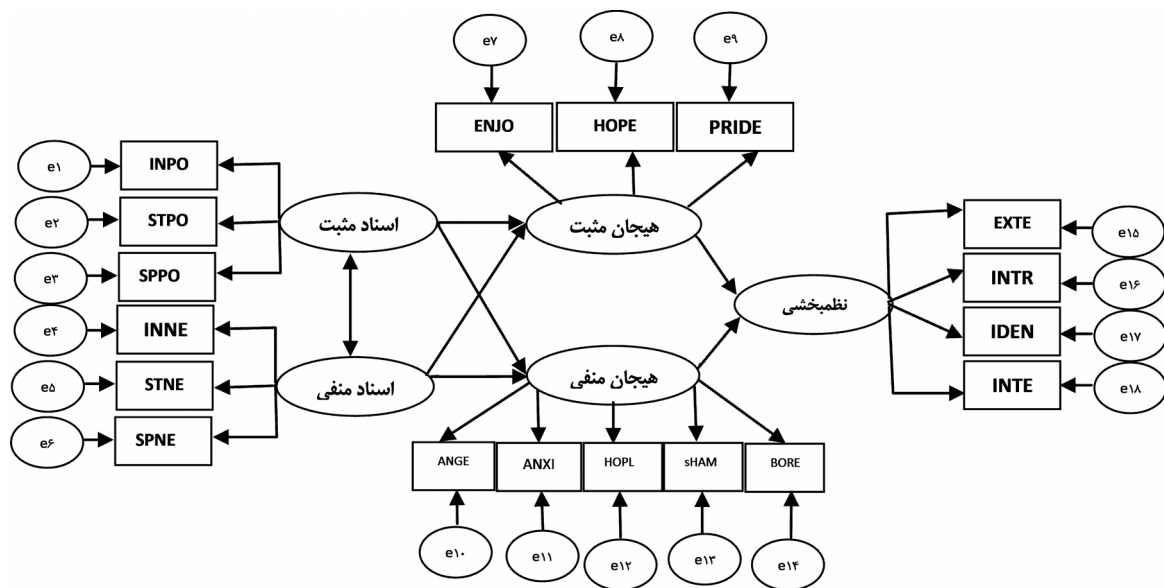 e۷
e۸
e۹
ENJO
HOPE
PRIDE
e۱
INPO
e۲
STPO
e۳
SPPO
e۴
INNE
e۵
STNE
e۶
SPNE
اسناد مثبت
اسناد منفی
هیجان مثبت
هیجان منفی
نظمبخشی
EXTE
e۱۵
INTR
e۱۶
IDEN
e۱۷
INTE
e۱۸
ANGE
ANXI
HOPL
sHAM
BORE
e۱۰
e۱۱
e۱۲
e۱۳
e۱۴